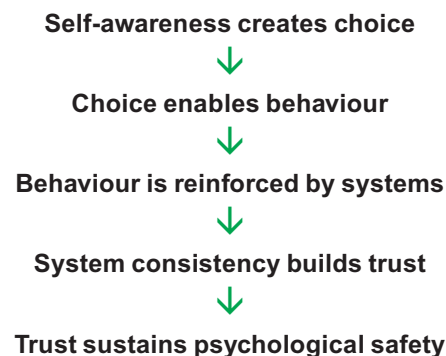 Self-awareness creates choice
Choice enables behaviour
Behaviour is reinforced by systems
System consistency builds trust
Trust sustains psychological safety